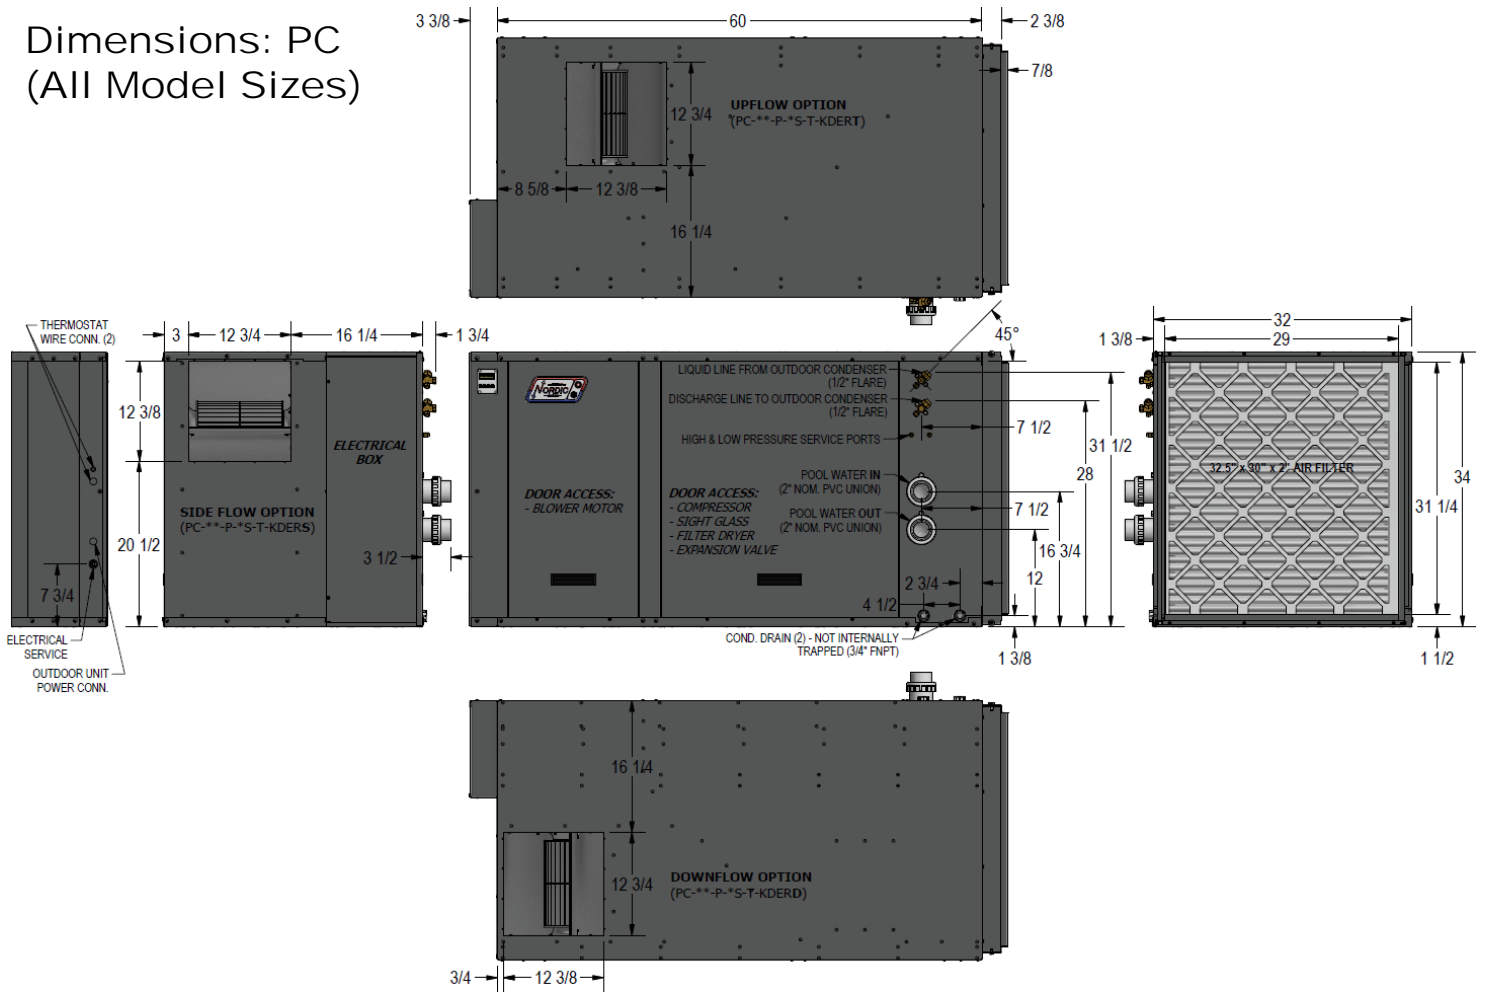 Dimensions: PC
(All Model Sizes)
3 3/8
60
2 3/8
7/8
12 3/4
UPFLOW OPTION
(PC-**-P-*S-T-KDERT)
8 5/8
12 3/8
16 1/4
THERMOSTAT
WIRE CONN. (2)
3
12 3/4
16 1/4
1 3/4
12 3/8
ELECTRICAL
BOX
SIDE FLOW OPTION
(PC-**-P-*S-T-KDERS)
20 1/2
3 1/2
7 3/4
ELECTRICAL
SERVICE
OUTDOOR UNIT
POWER CONN.
NORDIC
45°
LIQUID LINE FROM OUTDOOR CONDENSER
(1/2" FLARE)
DISCHARGE LINE TO OUTDOOR CONDENSER
(1/2" FLARE)
7 1/2
HIGH & LOW PRESSURE SERVICE PORTS
31 1/2
28
POOL WATER IN
(2" NOM. PVC UNION)
DOOR ACCESS:
- BLOWER MOTOR
DOOR ACCESS:
- COMPRESSOR
- SIGHT GLASS
- FILTER DRYER
- EXPANSION VALVE
POOL WATER OUT
(2" NOM. PVC UNION)
7 1/2
16 3/4
12
2 3/4
4 1/2
COND. DRAIN (2) - NOT INTERNALLY
TRAPPED (3/4" FNPT)
1 3/8
32
1 3/8
29
32.5" x 30" x 2" AIR FILTER
34
31 1/4
1 1/2
16 1/4
12 3/4
DOWNFLOW OPTION
(PC-**-P-*S-T-KDERD)
3/4
12 3/8